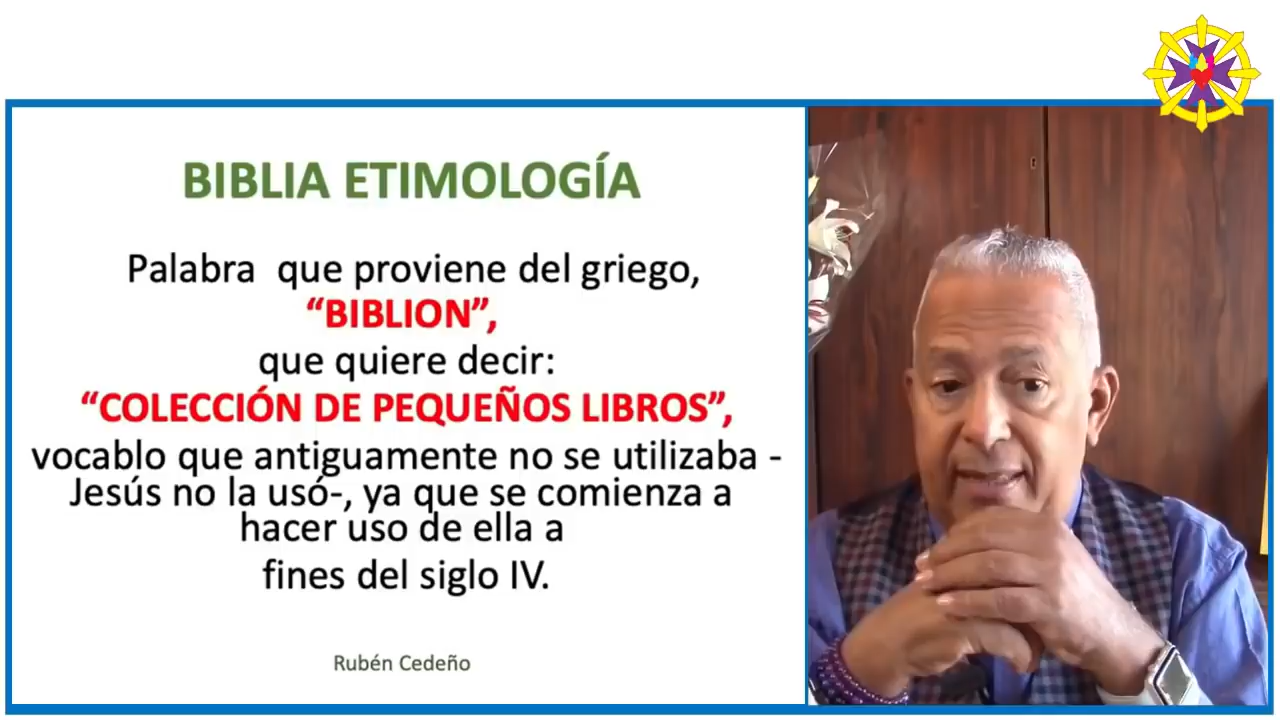 BIBLIA ETIMOLOGÍA
Palabra que proviene del griego,
“BIBLION”,
que quiere decir:
“COLECCIÓN DE PEQUEÑOS LIBROS”,
vocablo que antiguamente no se utilizaba -
Jesús no la usó-, ya que se comienza a
hacer uso de ella a
fines del siglo IV.
Rubén Cedeño